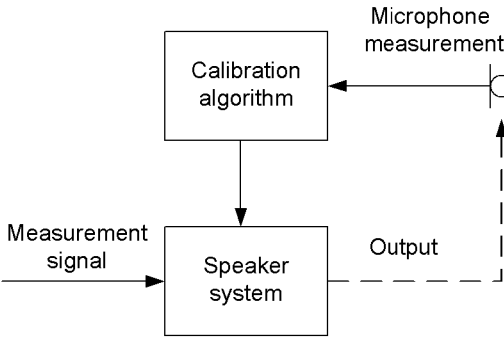 Microphone
measurement
Calibration
algorithm
Measurement
signal
Speaker
system
Output